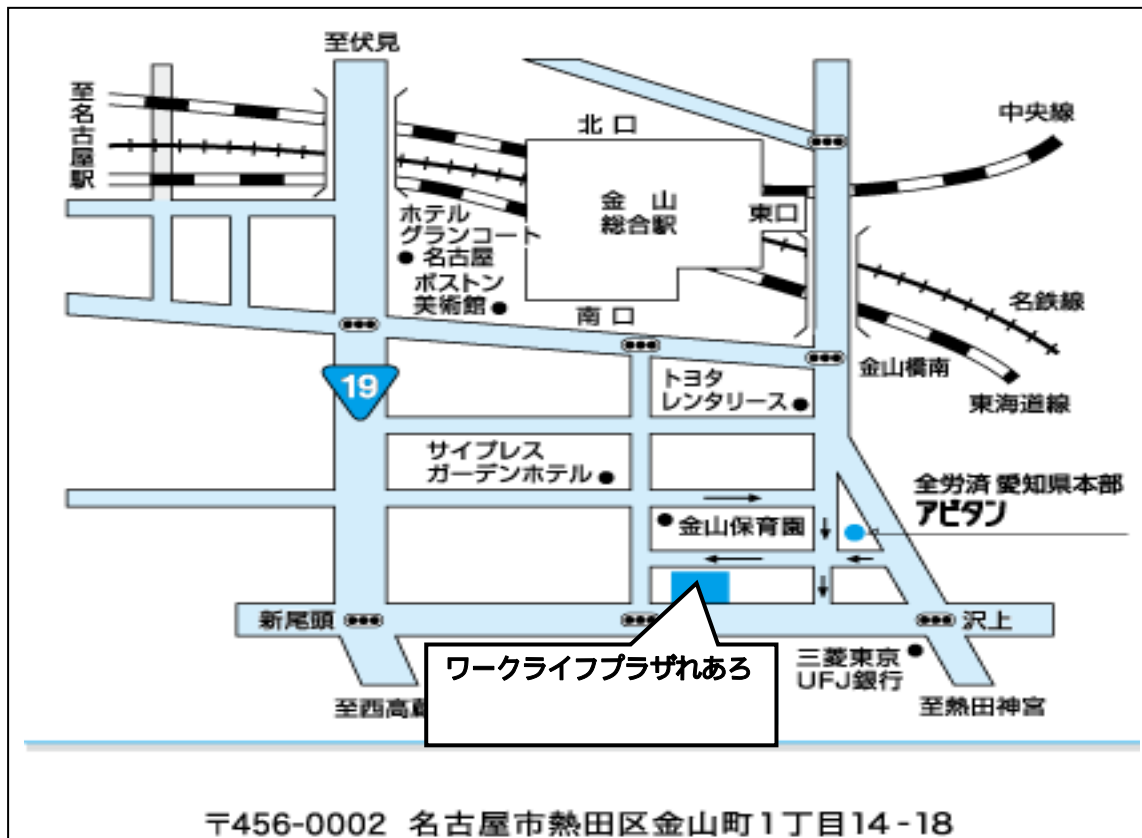 至伏見
至名古屋駅
中央線
北口
金山
総合駅
東口
ホテル
グランコート
名古屋
ボストン
美術館
南口
名鉄線
金山橋南
東海道線
19
トヨタ
レンタリース
サイプレス
ガーデンホテル
全労済 愛知県本部
アピタン
金山保育園
新尾頭
沢上
ワークライフプラザれあろ
三菱東京
UFJ銀行
至西高
至熱田神宮
〒456-0002 名古屋市熱田区金山町1丁目14-18